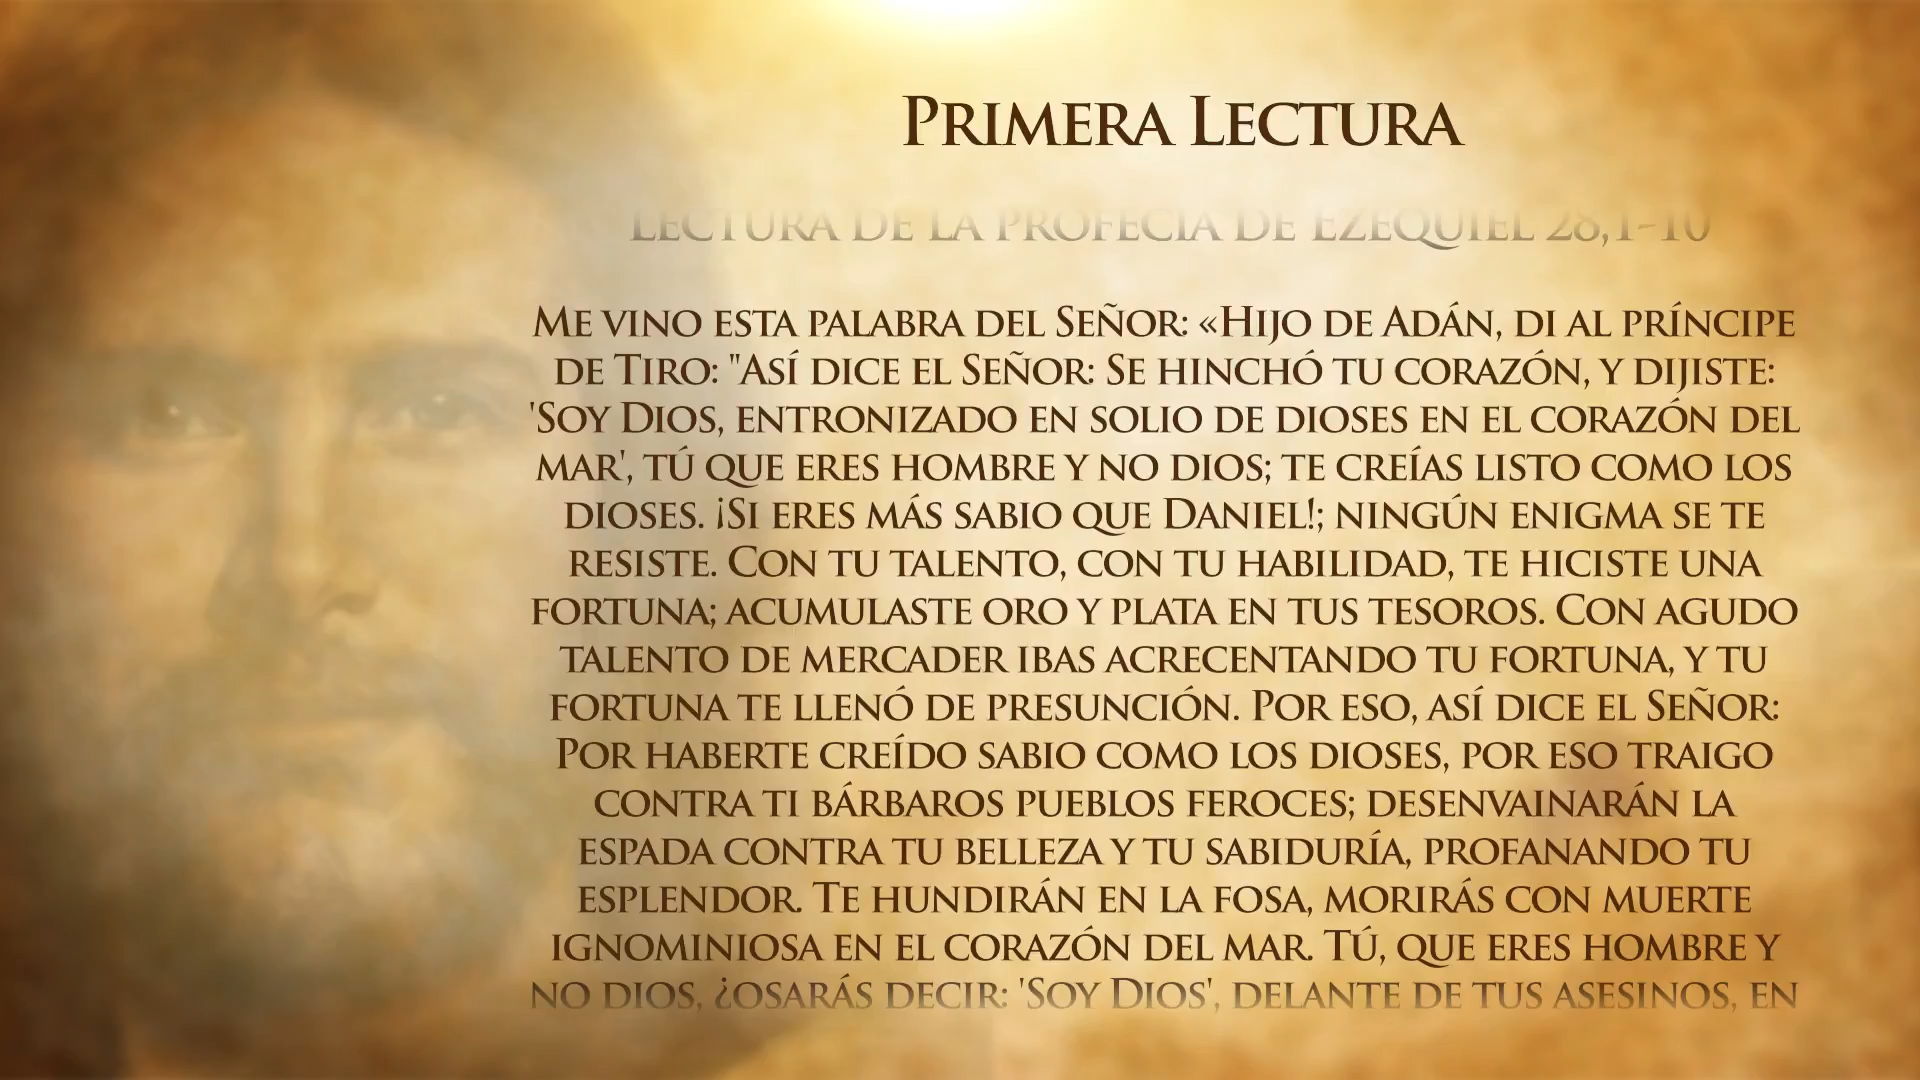 Primera Lectura
Lectura de la profecía de Ezequiel 28,1-10
Me vino esta palabra del Señor: «Hijo de Adán, di al príncipe
de Tiro: "Así dice el Señor: Se hinchó tu corazón, y dijiste:
'Soy Dios, entronizado en solio de dioses en el corazón del
mar', tú que eres hombre y no dios; te creías listo como los
dioses. ¡Si eres más sabio que Daniel!; ningún enigma se te
resiste. Con tu talento, con tu habilidad, te hiciste una
fortuna; acumulaste oro y plata en tus tesoros. Con agudo
talento de mercader ibas acrecentando tu fortuna, y tu
fortuna te llenó de presunción. Por eso, así dice el Señor:
Por haberte creído sabio como los dioses, por eso traigo
contra ti bárbaros pueblos feroces; desenvainarán la
espada contra tu belleza y tu sabiduría, profanando tu
esplendor. Te hundirán en la fosa, morirás con muerte
ignominiosa en el corazón del mar. Tú, que eres hombre y
no dios, ¿osarás decir: 'Soy Dios', delante de tus asesinos, en